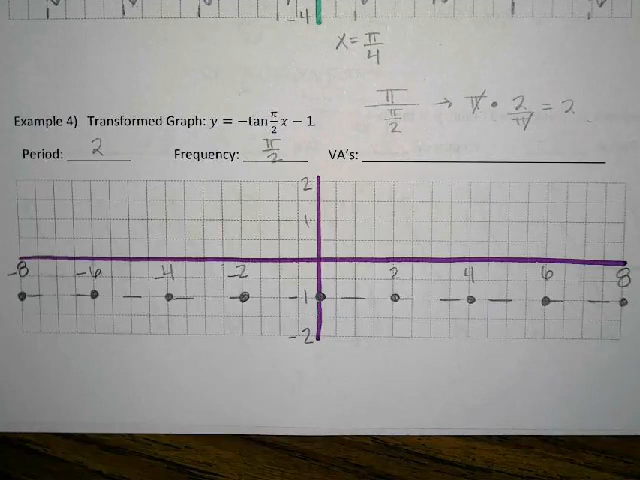 -4
x = π/4
π / π/2 → π · 2/π = 2
Example 4) Transformed Graph: y = −tan π/2 x − 1
Period: 2 Frequency: π/2 VA's:
2
1
-8 -6 -4 -2 2 4 6 8
-1
-2